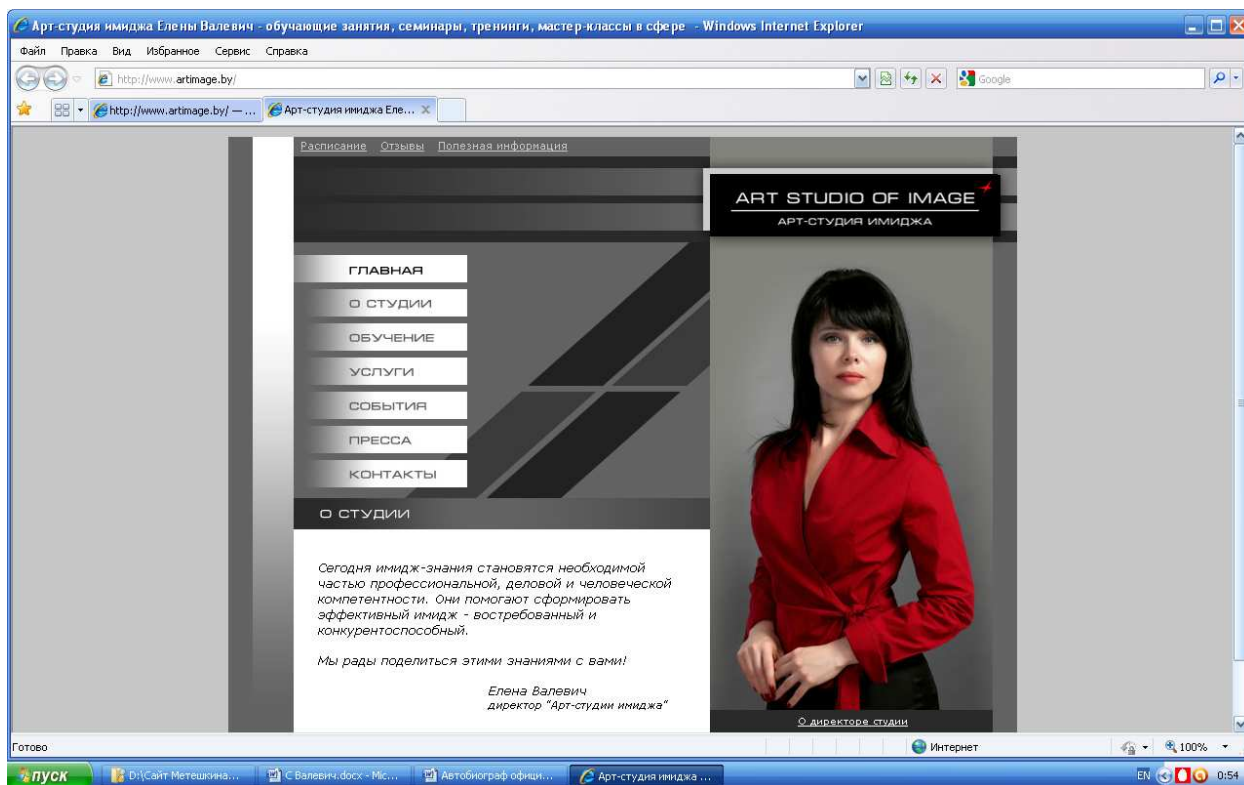 Арт-студия имиджа Елены Валевич - обучающие занятия, семинары, тренинги, мастер-классы в сфере - Windows Internet Explorer
Файл Правка Вид Избранное Сервис Справка
http://www.artimage.by/
Google
http://www.artimage.by/ — ...
Арт-студия имиджа Еле...
Расписание Отзывы Полезная информация
ART STUDIO OF IMAGE
АРТ-СТУДИЯ ИМИДЖА
ГЛАВНАЯ
О СТУДИИ
ОБУЧЕНИЕ
УСЛУГИ
СОБЫТИЯ
ПРЕССА
КОНТАКТЫ
О СТУДИИ
Сегодня имидж-знания становятся необходимой
частью профессиональной, деловой и человеческой
компетентности. Они помогают сформировать
эффективный имидж - востребованный и
конкурентоспособный.
Мы рады поделиться этими знаниями с вами!
Елена Валевич
директор "Арт-студии имиджа"
О директоре студии
Готово
Интернет
100%
пуск
D:\Сайт Метешкина...
С Валевич.docx - Mic...
Автобиограф офици...
Арт-студия имиджа ...
EN
0:54